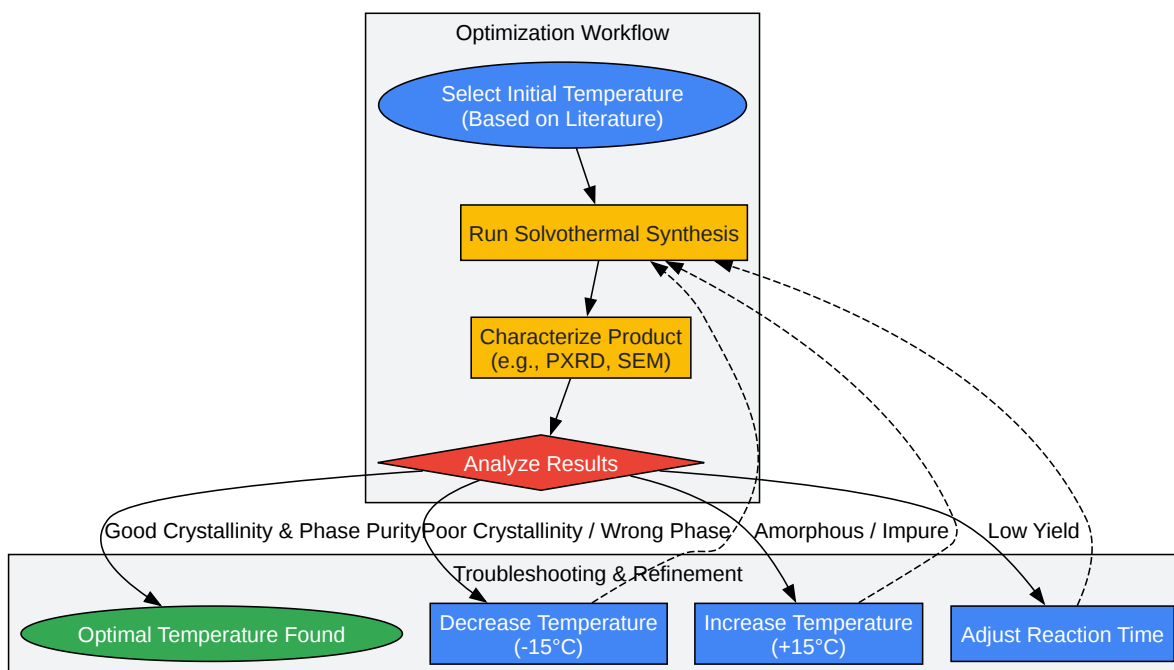 Optimization Workflow
Select Initial Temperature
(Based on Literature)
Run Solvothermal Synthesis
Characterize Product
(e.g., PXRD, SEM)
Analyze Results
Good Crystallinity & Phase Purity
Poor Crystallinity / Wrong Phase
Amorphous / Impure
Low Yield
Troubleshooting & Refinement
Optimal Temperature Found
Decrease Temperature
(-15°C)
Increase Temperature
(+15°C)
Adjust Reaction Time